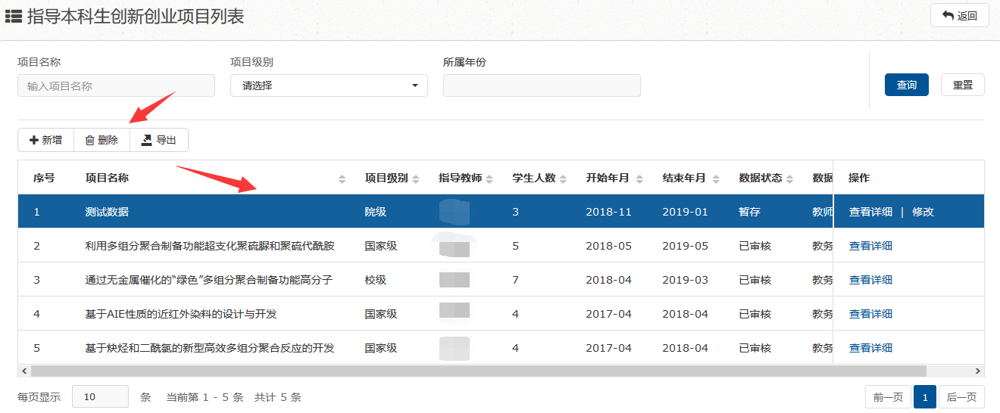 指导本科生创新创业项目列表 返回
项目名称 项目级别 所属年份
输入项目名称 请选择 查询 重置
新增 删除 导出
序号 项目名称 项目级别 指导教师 学生人数 开始年月 结束年月 数据状态 数据 操作
1 测试数据 院级 3 2018-11 2019-01 暂存 教师 查看详细 | 修改
2 利用多组分聚合制备功能超支化聚硫脲和聚硫代酰胺 国家级 5 2018-05 2019-05 已审核 教务 查看详细
3 通过无金属催化的“绿色”多组分聚合制备功能高分子 校级 7 2018-04 2019-03 已审核 教务 查看详细
4 基于AIE性质的近红外染料的设计与开发 国家级 4 2017-04 2018-04 已审核 教务 查看详细
5 基于炔烃和二酰氯的新型高效多组分聚合反应的开发 国家级 4 2017-04 2018-04 已审核 教务 查看详细
每页显示 10 条 当前第 1 - 5 条 共计 5 条 前一页 1 后一页